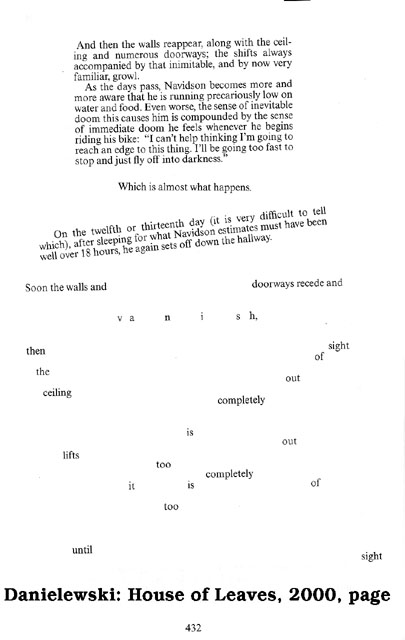 And then the walls reappear, along with the ceil-
ing and numerous doorways; the shifts always
accompanied by that inimitable, and by now very
familiar, growl.
As the days pass, Navidson becomes more and
more aware that he is running precariously low on
water and food. Even worse, the sense of inevitable
doom this causes him is compounded by the sense
of immediate doom he feels whenever he begins
riding his bike: “I can’t help thinking I’m going to
reach an edge to this thing. I’ll be going too fast to
stop and just fly off into darkness.”
Which is almost what happens.
On the twelfth or thirteenth day (it is very difficult to tell
which), after sleeping for what Navidson estimates must have been
well over 18 hours, he again sets off down the hallway.
Soon the walls and doorways recede and
v a n i s h,
then sight
of
the
out
ceiling
completely
is
out
lifts
too
completely
it is of
too
until
sight
Danielewski: House of Leaves, 2000, page
432